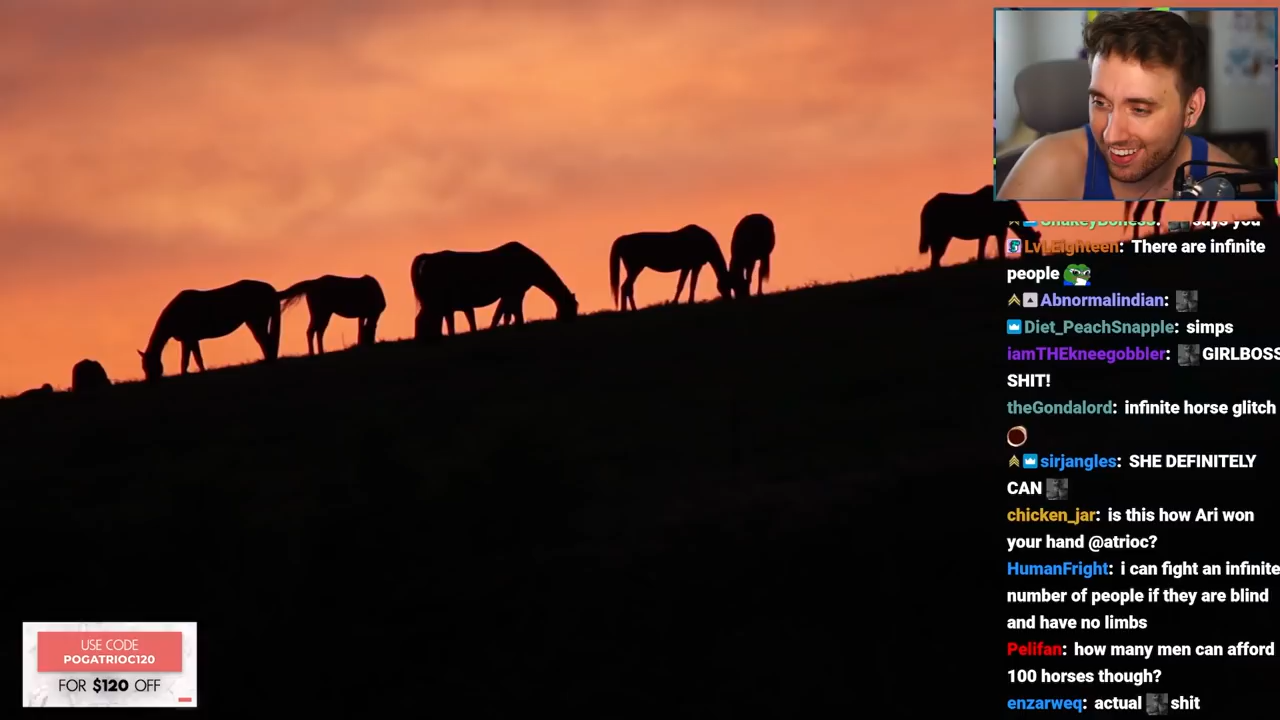 says you
LvLEighteen: There are infinite
people
Abnormalindian:
Diet_PeachSnapple: simps
iamTHEkneegobbler: GIRLBOSS
SHIT!
theGondalord: infinite horse glitch
sirjangles: SHE DEFINITELY
CAN
chicken_jar: is this how Ari won
your hand @atrioc?
HumanFright: i can fight an infinite
number of people if they are blind
and have no limbs
Pelifan: how many men can afford
100 horses though?
enzarweq: actual shit
USE CODE
POGATRIOC120
FOR $120 OFF